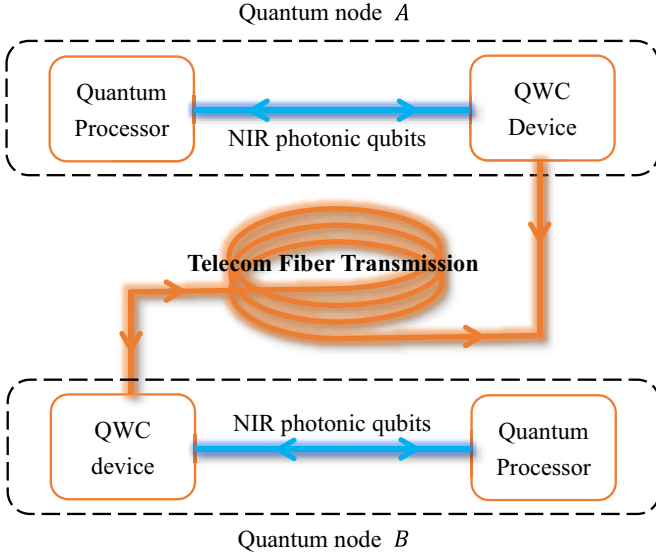 Quantum node A
Quantum
Processor
NIR photonic qubits
QWC
Device
Telecom Fiber Transmission
QWC
device
NIR photonic qubits
Quantum
Processor
Quantum node B